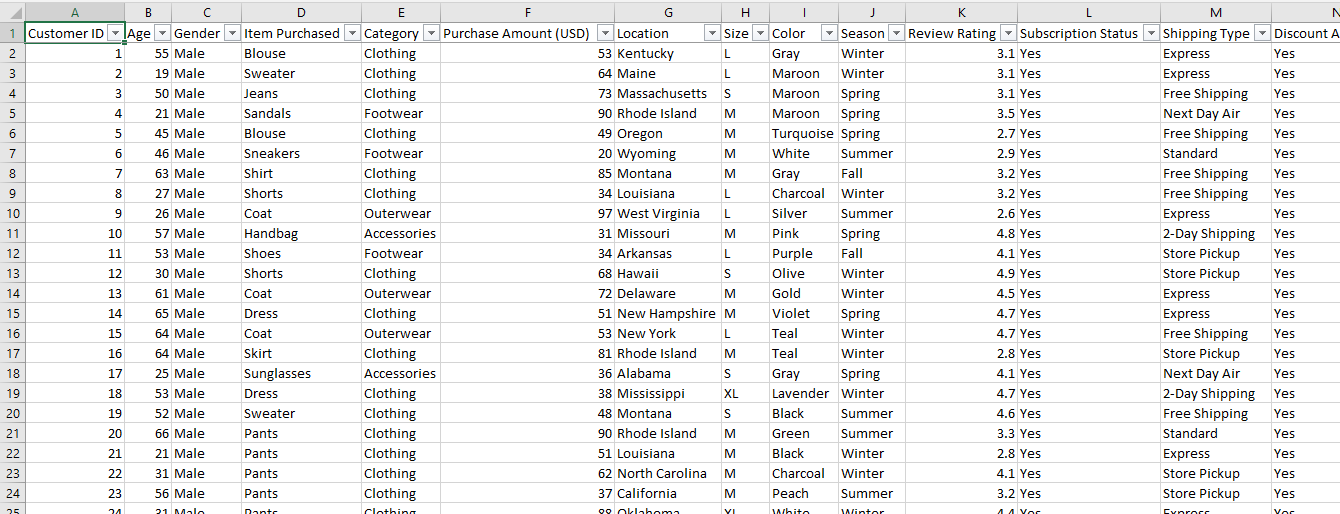 A B C D E F G H I J K L M N
1 Customer ID Age Gender Item Purchased Category Purchase Amount (USD) Location Size Color Season Review Rating Subscription Status Shipping Type Discount A
2 1 55 Male Blouse Clothing 53 Kentucky L Gray Winter 3.1 Yes Express Yes
3 2 19 Male Sweater Clothing 64 Maine L Maroon Winter 3.1 Yes Express Yes
4 3 50 Male Jeans Clothing 73 Massachusetts S Maroon Spring 3.1 Yes Free Shipping Yes
5 4 21 Male Sandals Footwear 90 Rhode Island M Maroon Spring 3.5 Yes Next Day Air Yes
6 5 45 Male Blouse Clothing 49 Oregon M Turquoise Spring 2.7 Yes Free Shipping Yes
7 6 46 Male Sneakers Footwear 20 Wyoming M White Summer 2.9 Yes Standard Yes
8 7 63 Male Shirt Clothing 85 Montana M Gray Fall 3.2 Yes Free Shipping Yes
9 8 27 Male Shorts Clothing 34 Louisiana L Charcoal Winter 3.2 Yes Free Shipping Yes
10 9 26 Male Coat Outerwear 97 West Virginia L Silver Summer 2.6 Yes Express Yes
11 10 57 Male Handbag Accessories 31 Missouri M Pink Spring 4.8 Yes 2-Day Shipping Yes
12 11 53 Male Shoes Footwear 34 Arkansas L Purple Fall 4.1 Yes Store Pickup Yes
13 12 30 Male Shorts Clothing 68 Hawaii S Olive Winter 4.9 Yes Store Pickup Yes
14 13 61 Male Coat Outerwear 72 Delaware M Gold Winter 4.5 Yes Express Yes
15 14 65 Male Dress Clothing 51 New Hampshire M Violet Spring 4.7 Yes Express Yes
16 15 64 Male Coat Outerwear 53 New York L Teal Winter 4.7 Yes Free Shipping Yes
17 16 64 Male Skirt Clothing 81 Rhode Island M Teal Winter 2.8 Yes Store Pickup Yes
18 17 25 Male Sunglasses Accessories 36 Alabama S Gray Spring 4.1 Yes Next Day Air Yes
19 18 53 Male Dress Clothing 38 Mississippi XL Lavender Winter 4.7 Yes 2-Day Shipping Yes
20 19 52 Male Sweater Clothing 48 Montana S Black Summer 4.6 Yes Free Shipping Yes
21 20 66 Male Pants Clothing 90 Rhode Island M Green Summer 3.3 Yes Standard Yes
22 21 21 Male Pants Clothing 51 Louisiana M Black Winter 2.8 Yes Express Yes
23 22 31 Male Pants Clothing 62 North Carolina M Charcoal Winter 4.1 Yes Store Pickup Yes
24 23 56 Male Pants Clothing 37 California M Peach Summer 3.2 Yes Store Pickup Yes
25 24 31 Male Pants Clothing 88 Oklahoma XL White Winter 4.4 Yes Express Yes